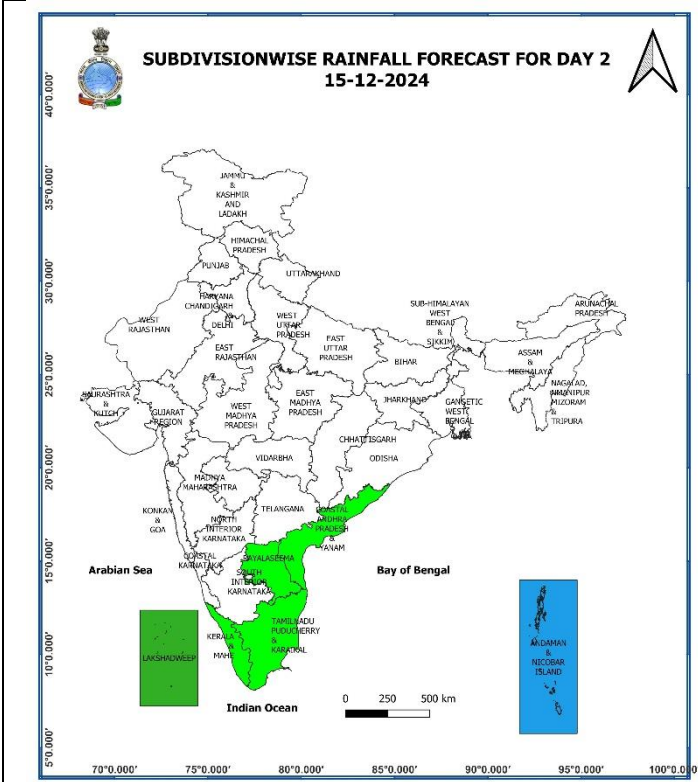 SUBDIVISIONWISE RAINFALL FORECAST FOR DAY 2
15-12-2024
40°0.000'
35°0.000'
30°0.000'
25°0.000'
20°0.000'
15°0.000'
10°0.000'
5°0.000'
JAMMU
&
KASHMIR
AND
LADAKH
HIMACHAL
PRADESH
PUNJAB
UTTARAKHAND
HARYANA
CHANDIGARH
&
DELHI
WEST
RAJASTHAN
WEST
UTTAR
PRADESH
EAST
RAJASTHAN
EAST
UTTAR
PRADESH
SUB-HIMALAYAN
WEST
BENGAL
&
SIKKIM
ARUNACHAL
PRADESH
BIHAR
ASSAM
&
MEGHALAYA
NAGALAND,
MANIPUR
MIZORAM
&
TRIPURA
SAURASHTRA
& KUTCH
GUJARAT
REGION
WEST
MADHYA
PRADESH
EAST
MADHYA
PRADESH
JHARKHAND
GANGETIC
WEST
BENGAL
CHHATTISGARH
ODISHA
VIDARBHA
MADHYA
MAHARASHTRA
KONKAN
&
GOA
TELANGANA
NORTH
INTERIOR
KARNATAKA
COASTAL
ANDHRA
PRADESH
&
YANAM
COASTAL
KARNATAKA
RAYALASEEMA
SOUTH
INTERIOR
KARNATAKA
Arabian Sea
Bay of Bengal
TAMILNADU
PUDUCHERRY
&
KARAIKAL
KERALA
&
MAHE
LAKSHADWEEP
ANDAMAN
&
NICOBAR
ISLAND
Indian Ocean
0 250 500 km
70°0.000' 75°0.000' 80°0.000' 85°0.000' 90°0.000' 95°0.000' 100°0.000